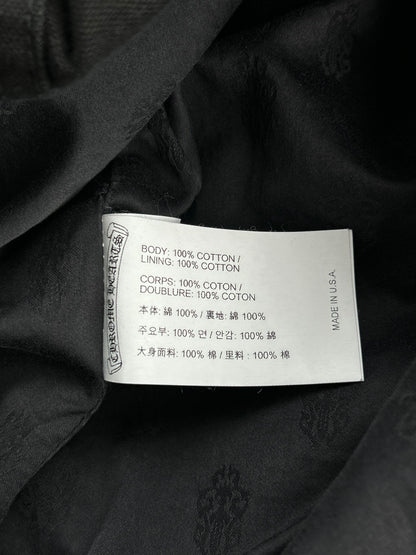 CHROME HEARTS
BODY: 100% COTTON /
LINING: 100% COTTON
CORPS: 100% COTON /
DOUBLURE: 100% COTON
本体: 綿 100% / 裏地: 綿 100%
주요부: 100% 면 / 안감: 100% 綿
大身面料: 100% 棉 / 里料 : 100% 棉
MADE IN U.S.A.